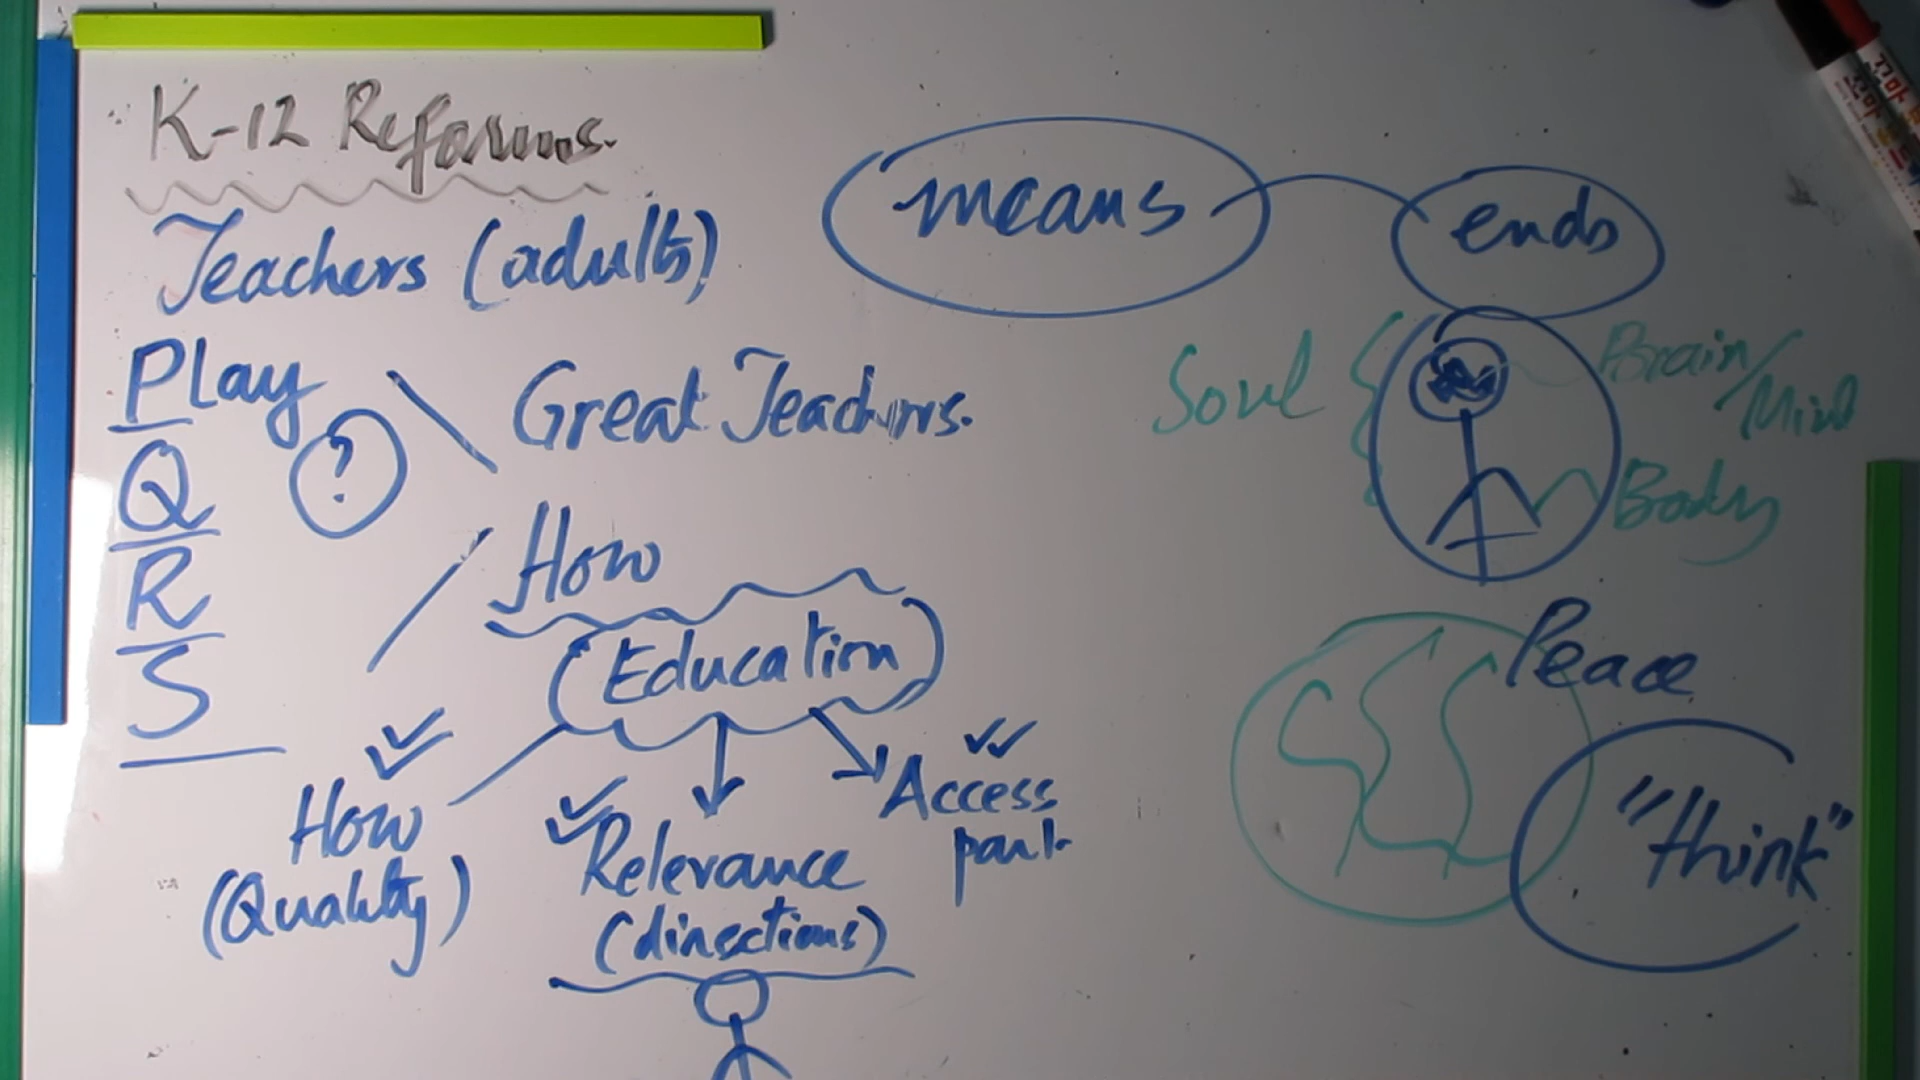 K-12 Reforms.
Teachers (adults)
Play
?
Q
R
S
Great Teachers.
How
(Education)
How
(Quality)
Relevance
(directions)
Access
part
means
ends
Soul
Brain/
Mind
Body
Peace
"think"